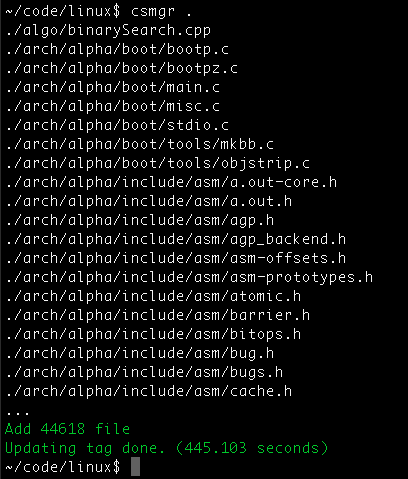 ~/code/linux$ csmgr .
./algo/binarySearch.cpp
./arch/alpha/boot/bootp.c
./arch/alpha/boot/bootpz.c
./arch/alpha/boot/main.c
./arch/alpha/boot/misc.c
./arch/alpha/boot/stdio.c
./arch/alpha/boot/tools/mkbb.c
./arch/alpha/boot/tools/objstrip.c
./arch/alpha/include/asm/a.out-core.h
./arch/alpha/include/asm/a.out.h
./arch/alpha/include/asm/agp.h
./arch/alpha/include/asm/agp_backend.h
./arch/alpha/include/asm/asm-offsets.h
./arch/alpha/include/asm/asm-prototypes.h
./arch/alpha/include/asm/atomic.h
./arch/alpha/include/asm/barrier.h
./arch/alpha/include/asm/bitops.h
./arch/alpha/include/asm/bug.h
./arch/alpha/include/asm/bugs.h
./arch/alpha/include/asm/cache.h
...
Add 44618 file
Updating tag done. (445.103 seconds)
~/code/linux$